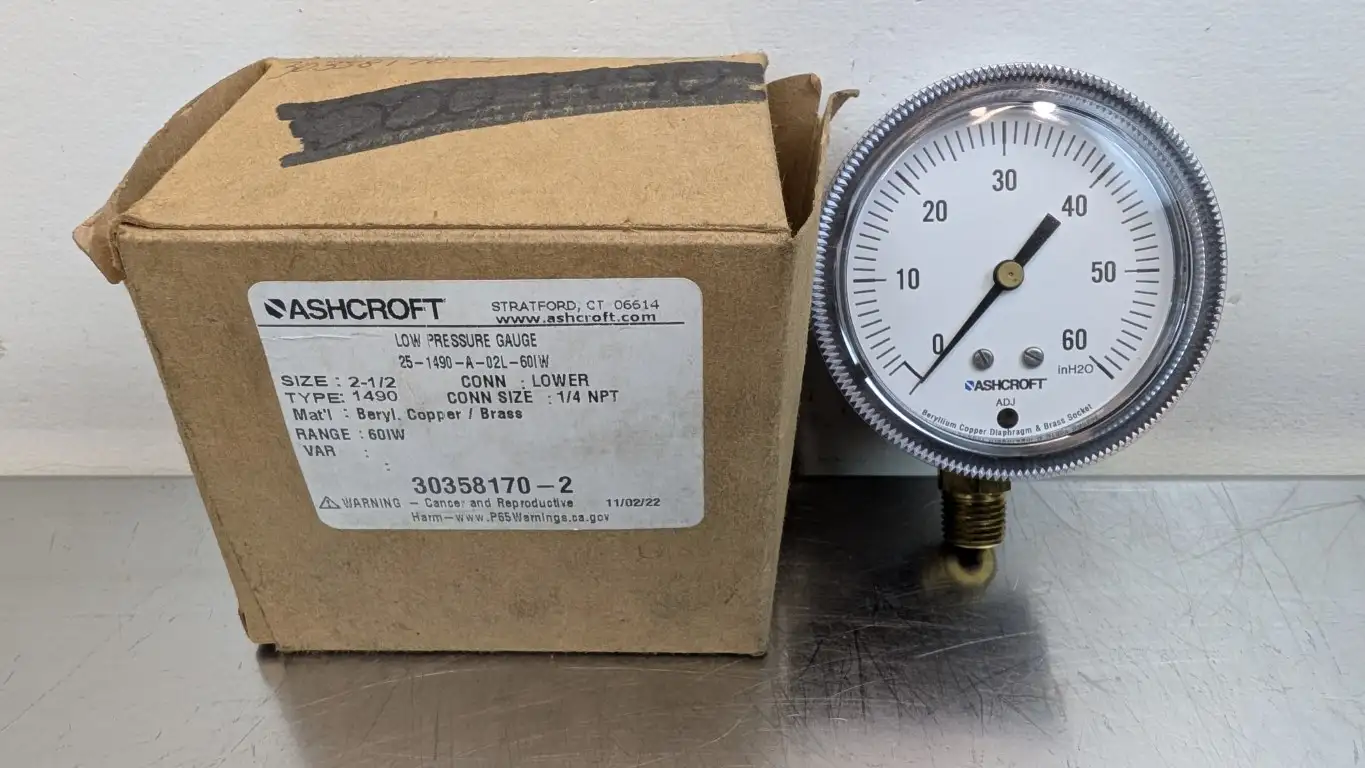 ASHCROFT STRATFORD, CT 06614
www.ashcroft.com
LOW PRESSURE GAUGE
25-1490-A-02L-60IW
SIZE : 2-1/2 CONN : LOWER
TYPE: 1490 CONN SIZE : 1/4 NPT
Mat'l : Beryl. Copper / Brass
RANGE : 60IW
VAR :
:
30358170-2
WARNING - Cancer and Reproductive 11/02/22
Harm-www.P65Warnings.ca.gov
30
20 40
10 50
0 60
inH2O
ASHCROFT
ADJ
Beryllium Copper Diaphragm & Brass Socket